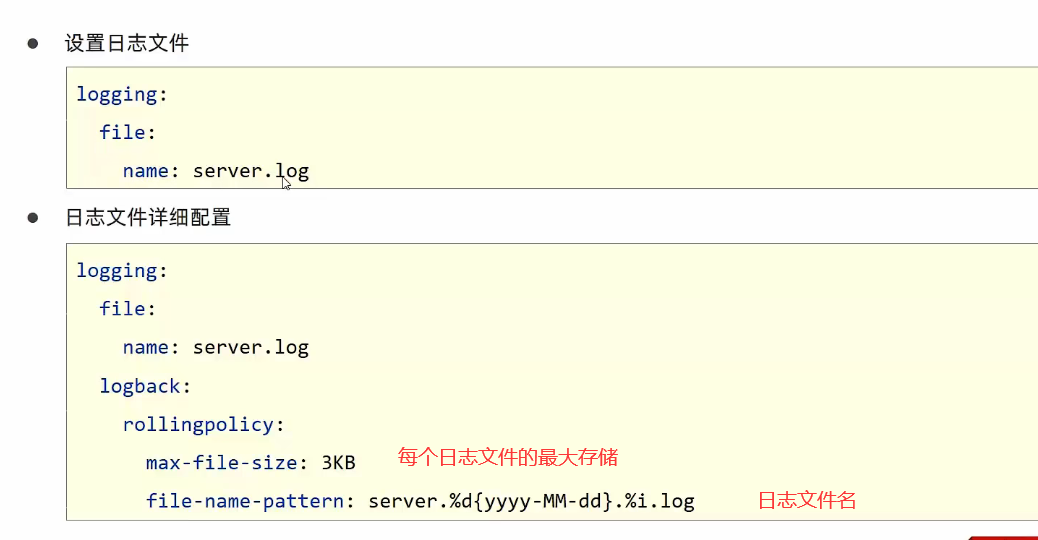 设置日志文件
logging:
file:
name: server.log
日志文件详细配置
logging:
file:
name: server.log
logback:
rollingpolicy:
max-file-size: 3KB 每个日志文件的最大存储
file-name-pattern: server.%d{yyyy-MM-dd}.%i.log 日志文件名